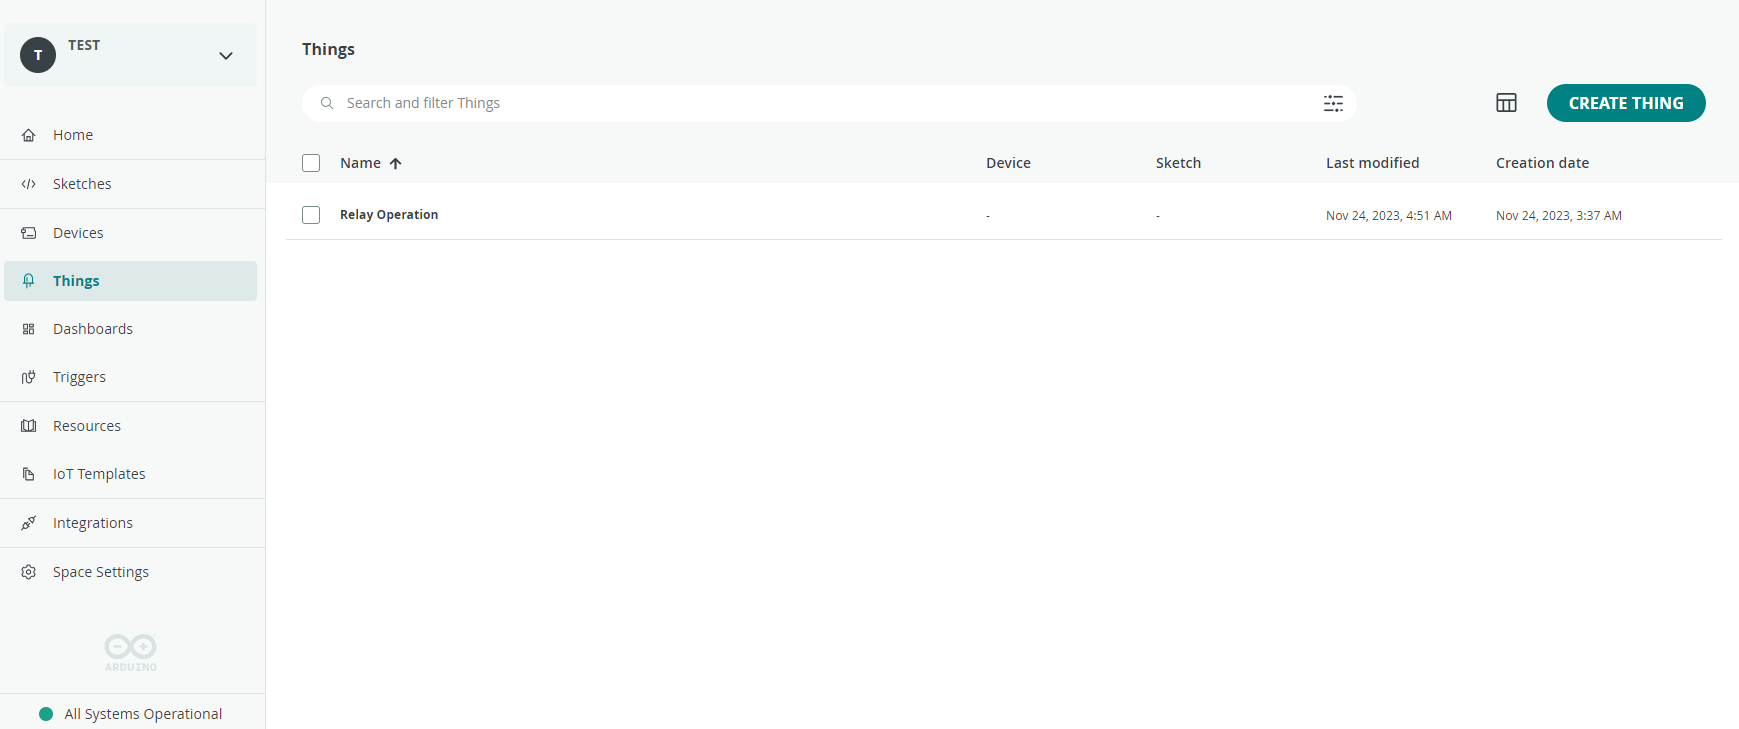 T
TEST
Home
Sketches
Devices
Things
Dashboards
Triggers
Resources
IoT Templates
Integrations
Space Settings
ARDUINO
All Systems Operational
Things
Search and filter Things
CREATE THING
Name Device Sketch Last modified Creation date
Relay Operation - - Nov 24, 2023, 4:51 AM Nov 24, 2023, 3:37 AM